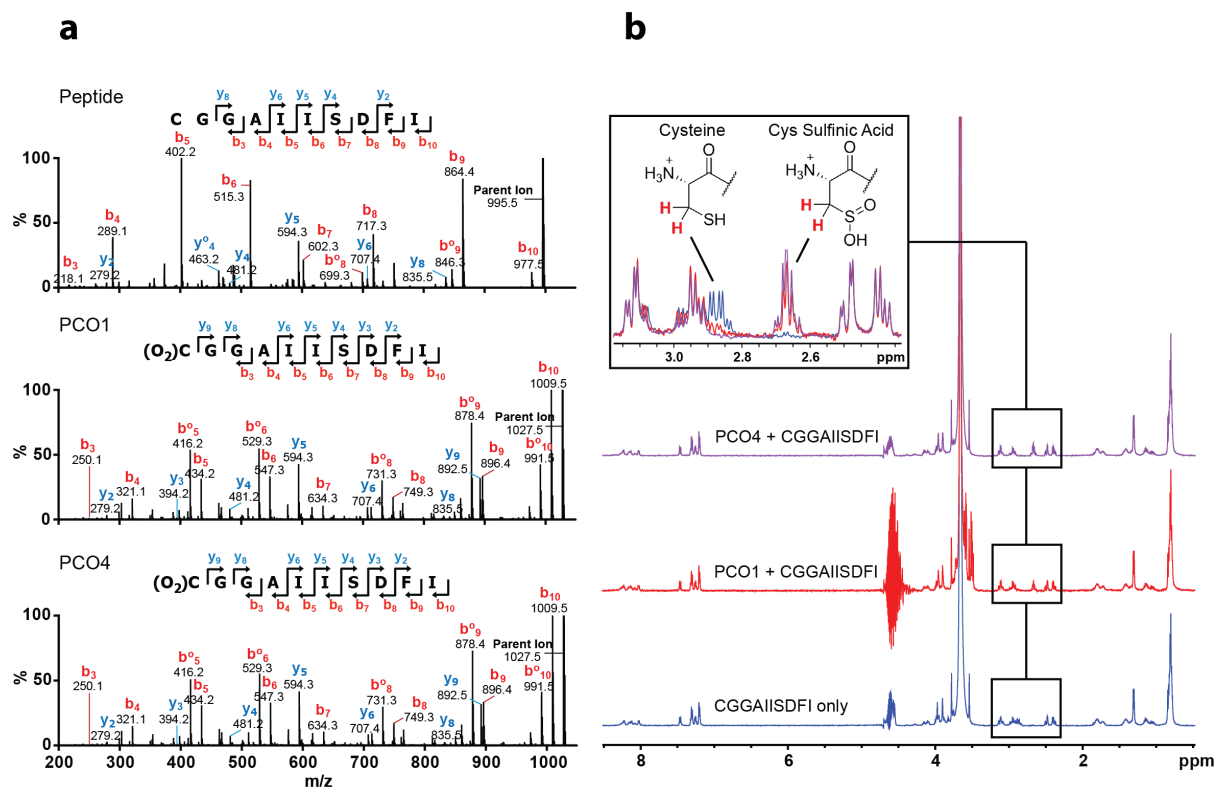 a
Peptide
y8 y6 y5 y4 y2
C G G A I I S D F I
b3 b4 b5 b6 b7 b8 b9 b10
100
50
0
%
b3
218.1
y2
279.2
b4
289.1
b5
402.2
yo4
463.2
y4
481.2
b6
515.3
y5
594.3
b7
602.3
bo8
699.3
y6
707.4
b8
717.3
y8
835.5
bo9
846.3
b9
864.4
b10
977.5
Parent Ion
995.5
PCO1
y9 y8 y6 y5 y4 y3 y2
(O2)C G G A I I S D F I
b3 b4 b5 b6 b7 b8 b9 b10
100
50
0
%
b3
250.1
y2
279.2
b4
321.1
y3
394.2
bo5
416.2
b5
434.2
y4
481.2
bo6
529.3
b6
547.3
y5
594.3
b7
634.3
y6
707.4
bo8
731.3
b8
749.3
y8
835.5
bo9
878.4
y9
892.5
b9
896.4
bo10
991.5
b10
1009.5
Parent Ion
1027.5
PCO4
y9 y8 y6 y5 y4 y3 y2
(O2)C G G A I I S D F I
b3 b4 b5 b6 b7 b8 b9 b10
100
50
0
%
b3
250.1
y2
279.2
b4
321.1
y3
394.2
bo5
416.2
b5
434.2
y4
481.2
bo6
529.3
b6
547.3
y5
594.3
b7
634.3
y6
707.4
bo8
731.3
b8
749.3
y8
835.5
bo9
878.4
y9
892.5
b9
896.4
bo10
991.5
b10
1009.5
Parent Ion
1027.5
200 300 400 500 600 700 800 900 1000
m/z
b
Cysteine
H3N+
O
H
H
SH
Cys Sulfinic Acid
H3N+
O
H
H
S
O
OH
3.0 2.8 2.6 ppm
PCO4 + CGGAIISDFI
PCO1 + CGGAIISDFI
CGGAIISDFI only
8 6 4 2 ppm